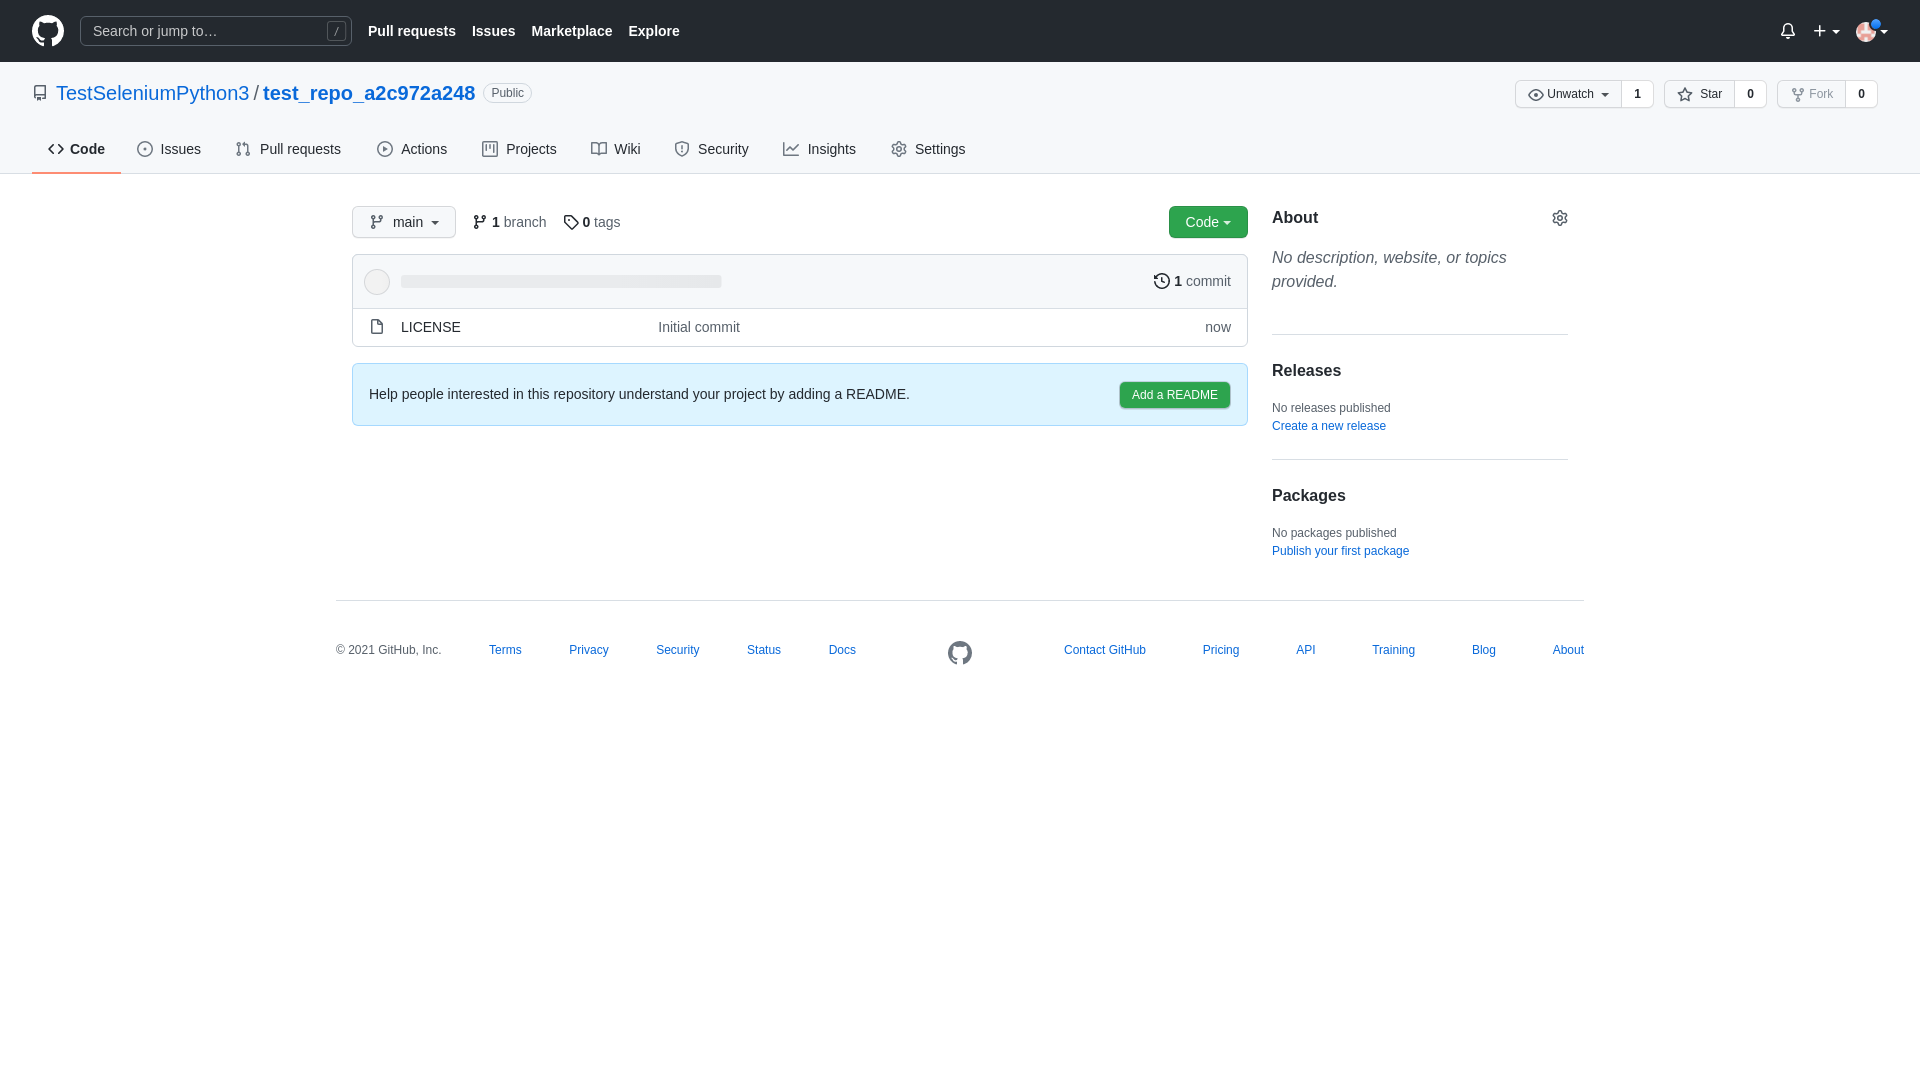 Search or jump to… /
Pull requests Issues Marketplace Explore
TestSeleniumPython3 / test_repo_a2c972a248 Public
Unwatch 1 Star 0 Fork 0
Code Issues Pull requests Actions Projects Wiki Security Insights Settings
main 1 branch 0 tags Code
1 commit
LICENSE Initial commit now
Help people interested in this repository understand your project by adding a README. Add a README
About
No description, website, or topics
provided.
Releases
No releases published
Create a new release
Packages
No packages published
Publish your first package
© 2021 GitHub, Inc. Terms Privacy Security Status Docs Contact GitHub Pricing API Training Blog About